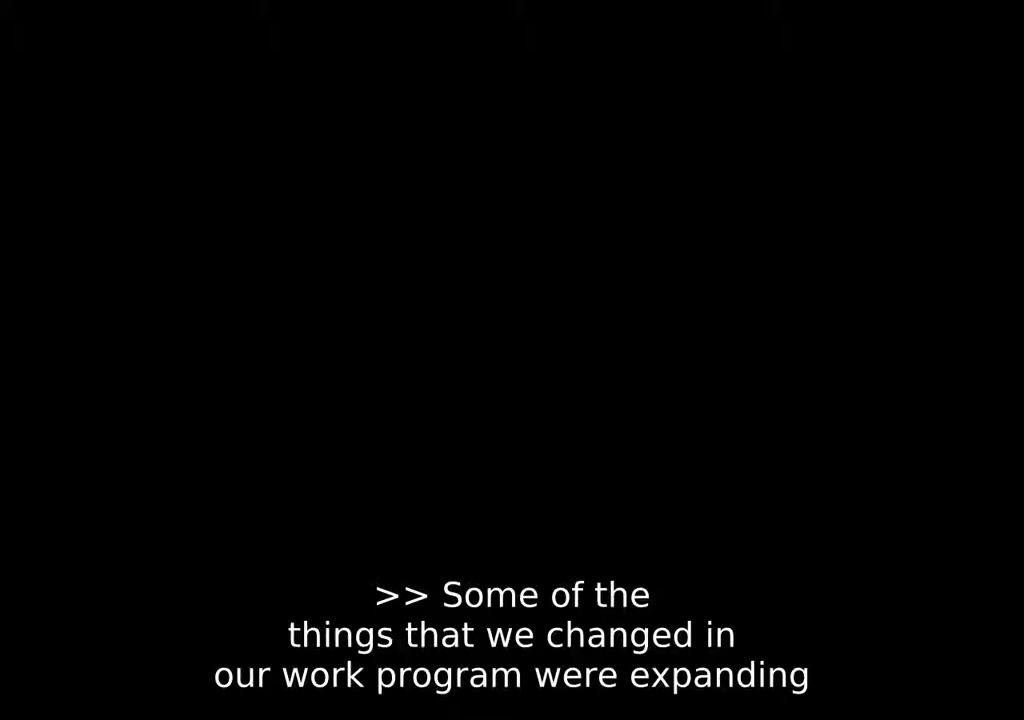 >> Some of the
things that we changed in
our work program were expanding